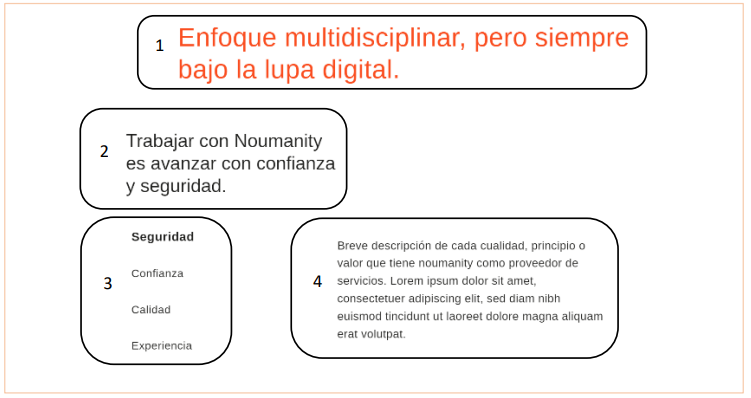 1 Enfoque multidisciplinar, pero siempre
bajo la lupa digital.
2 Trabajar con Noumanity
es avanzar con confianza
y seguridad.
3
Seguridad
Confianza
Calidad
Experiencia
4
Breve descripción de cada cualidad, principio o
valor que tiene noumanity como proveedor de
servicios. Lorem ipsum dolor sit amet,
consectetuer adipiscing elit, sed diam nibh
euismod tincidunt ut laoreet dolore magna aliquam
erat volutpat.